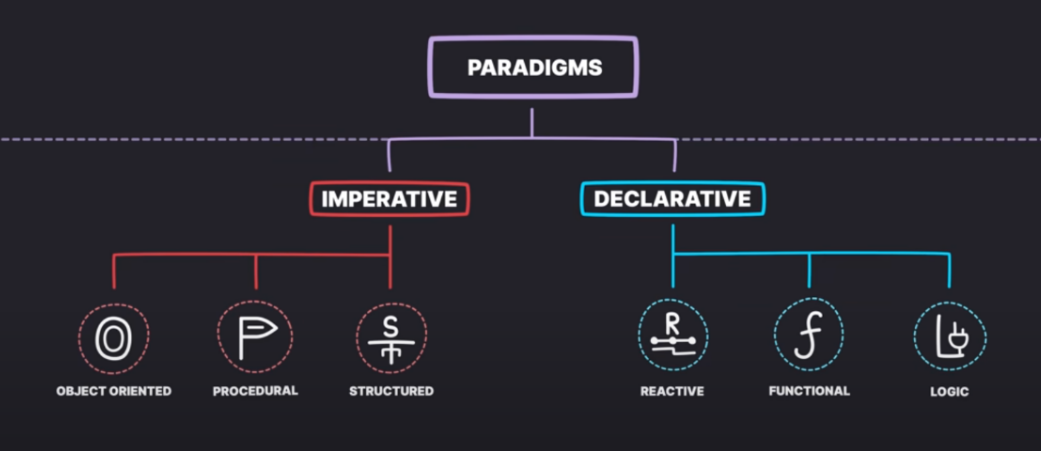 PARADIGMS
IMPERATIVE
DECLARATIVE
O
P
S
R
f
L
OBJECT ORIENTED
PROCEDURAL
STRUCTURED
REACTIVE
FUNCTIONAL
LOGIC